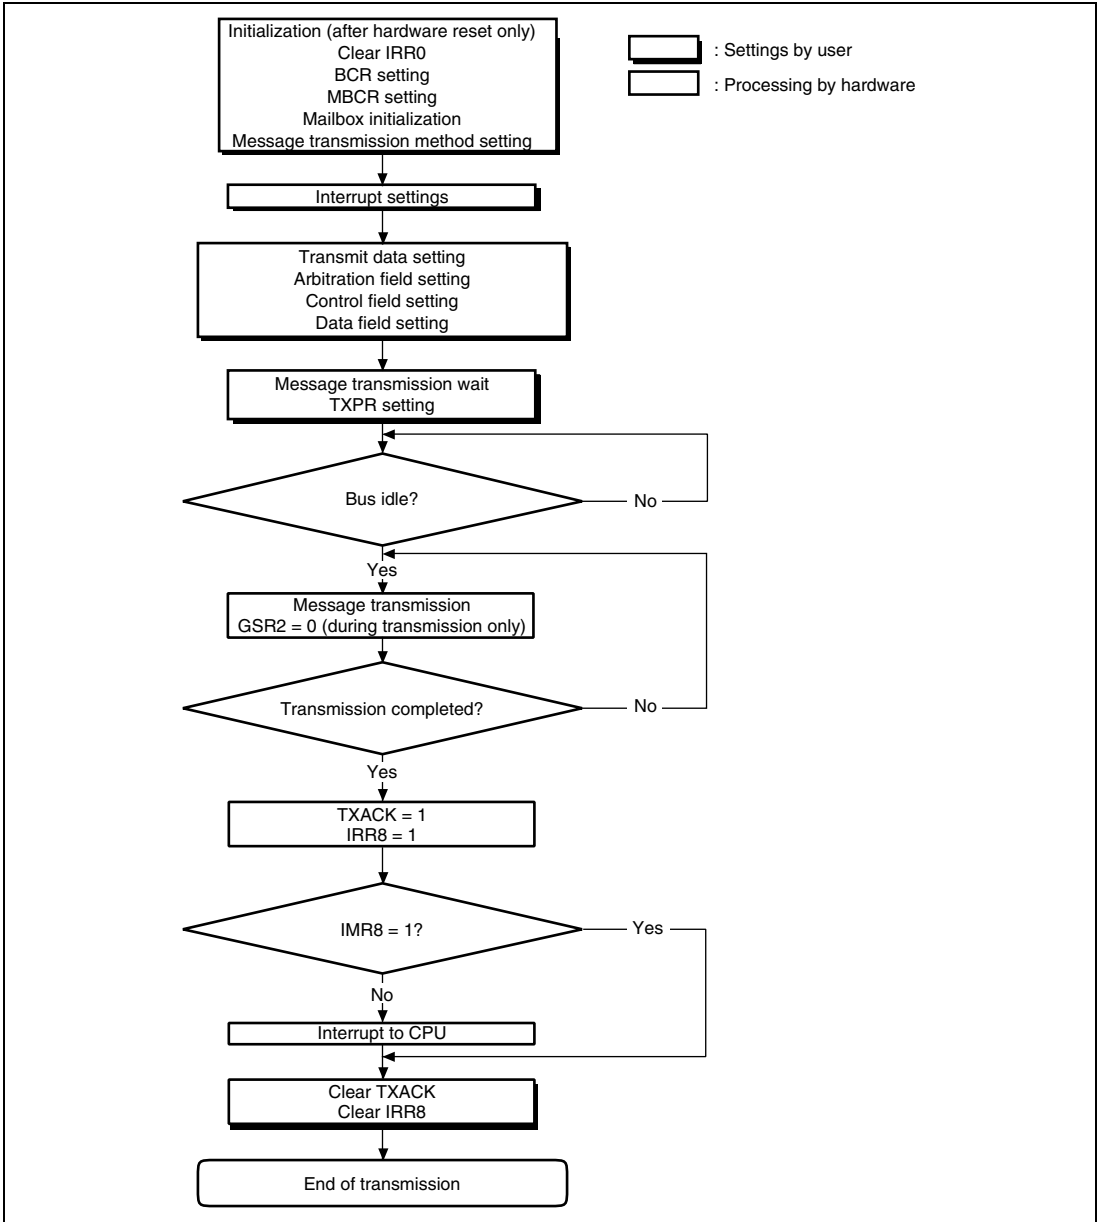 Initialization (after hardware reset only)
Clear IRR0
BCR setting
MBCR setting
Mailbox initialization
Message transmission method setting
: Settings by user
: Processing by hardware
Interrupt settings
Transmit data setting
Arbitration field setting
Control field setting
Data field setting
Message transmission wait
TXPR setting
Bus idle?
No
Yes
Message transmission
GSR2 = 0 (during transmission only)
Transmission completed?
No
Yes
TXACK = 1
IRR8 = 1
IMR8 = 1?
Yes
No
Interrupt to CPU
Clear TXACK
Clear IRR8
End of transmission